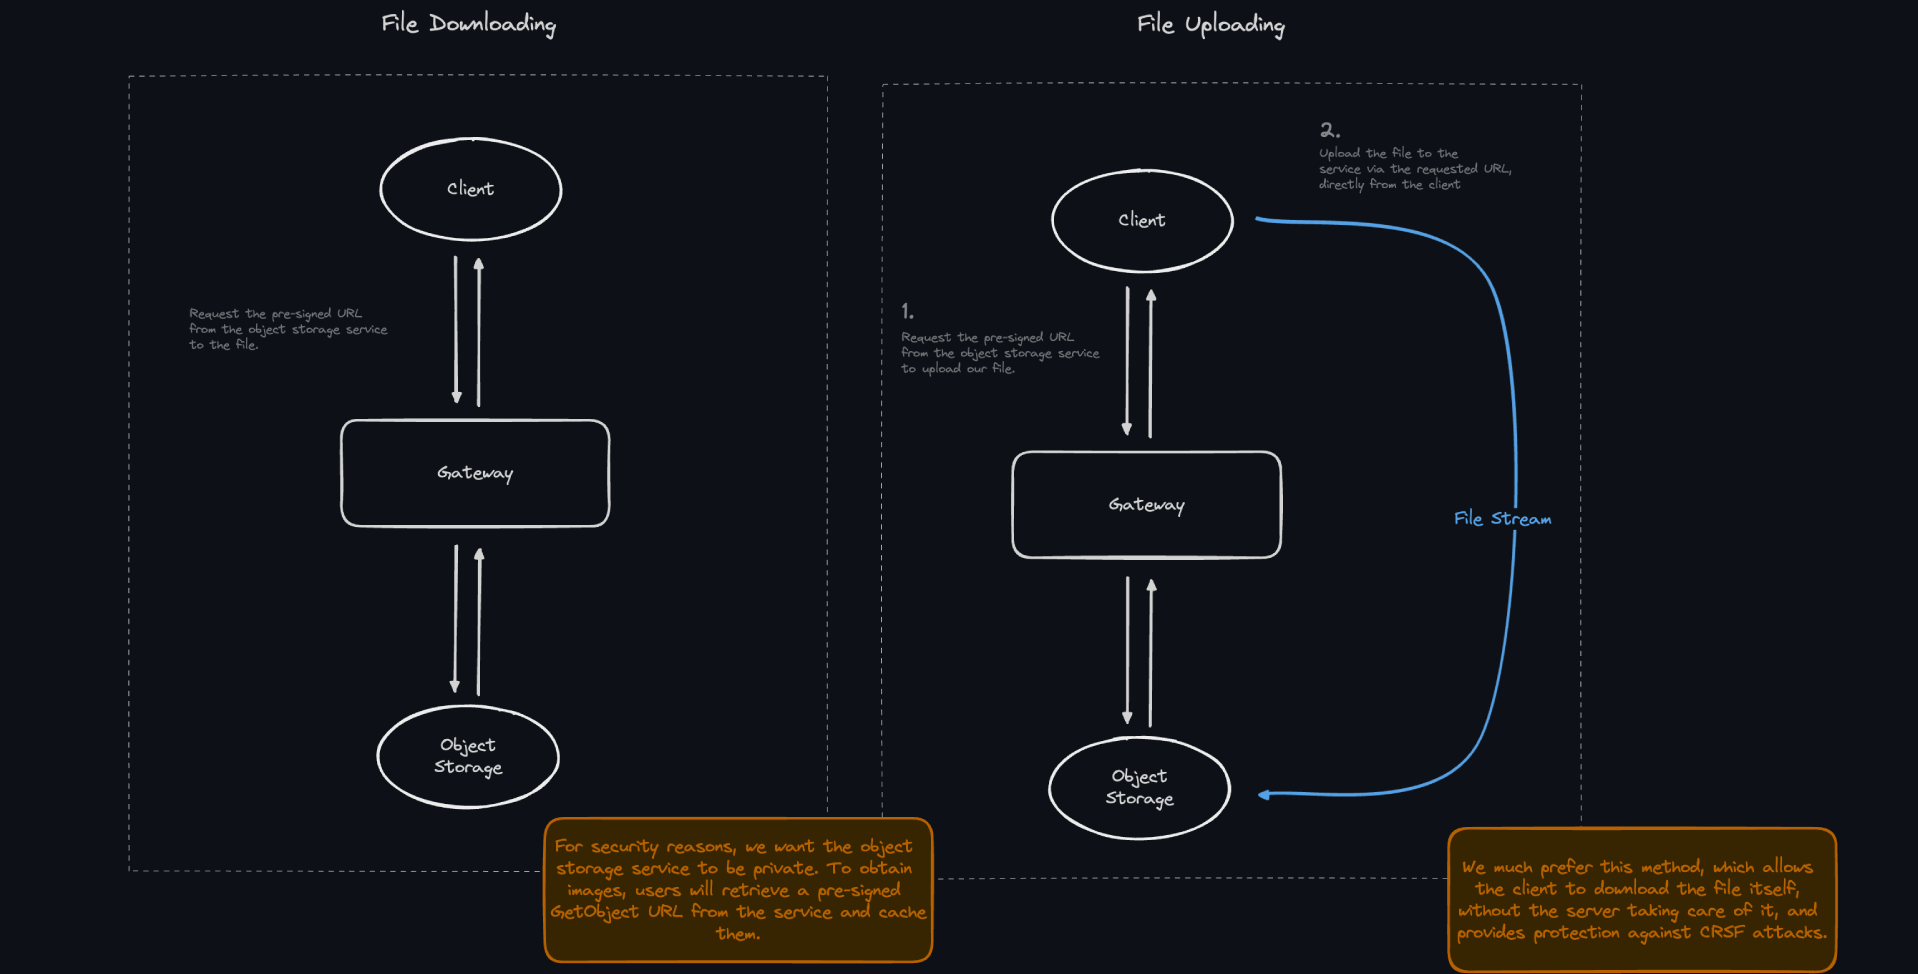 File Downloading
Client
Request the pre-signed URL
from the object storage service
to the file.
Gateway
Object
Storage
For security reasons, we want the object
storage service to be private. To obtain
images, users will retrieve a pre-signed
GetObject URL from the service and cache
them.
File Uploading
2.
Upload the file to the
service via the requested URL,
directly from the client
Client
1.
Request the pre-signed URL
from the object storage service
to upload our file.
Gateway
File Stream
Object
Storage
We much prefer this method, which allows
the client to download the file itself,
without the server taking care of it, and
provides protection against CRSF attacks.